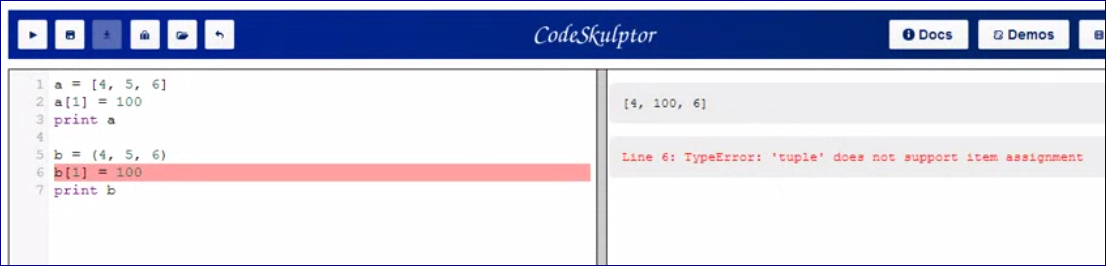 CodeSkulptor
Docs
Demos
1 a = [4, 5, 6]
2 a[1] = 100
3 print a
4
5 b = (4, 5, 6)
6 b[1] = 100
7 print b
[4, 100, 6]
Line 6: TypeError: 'tuple' does not support item assignment